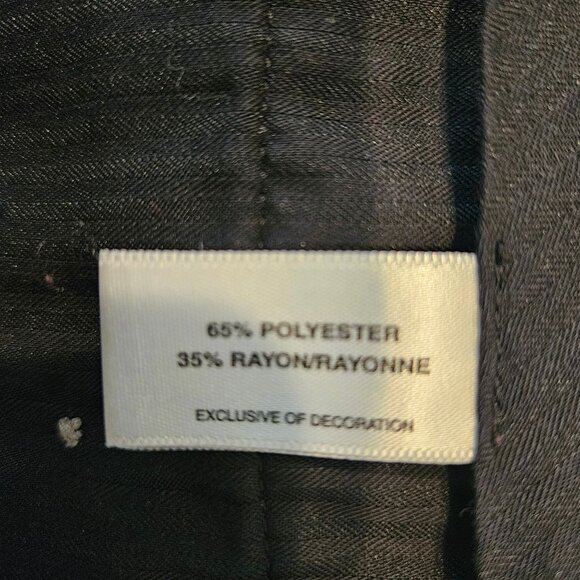 65% POLYESTER
35% RAYON/RAYONNE
EXCLUSIVE OF DECORATION